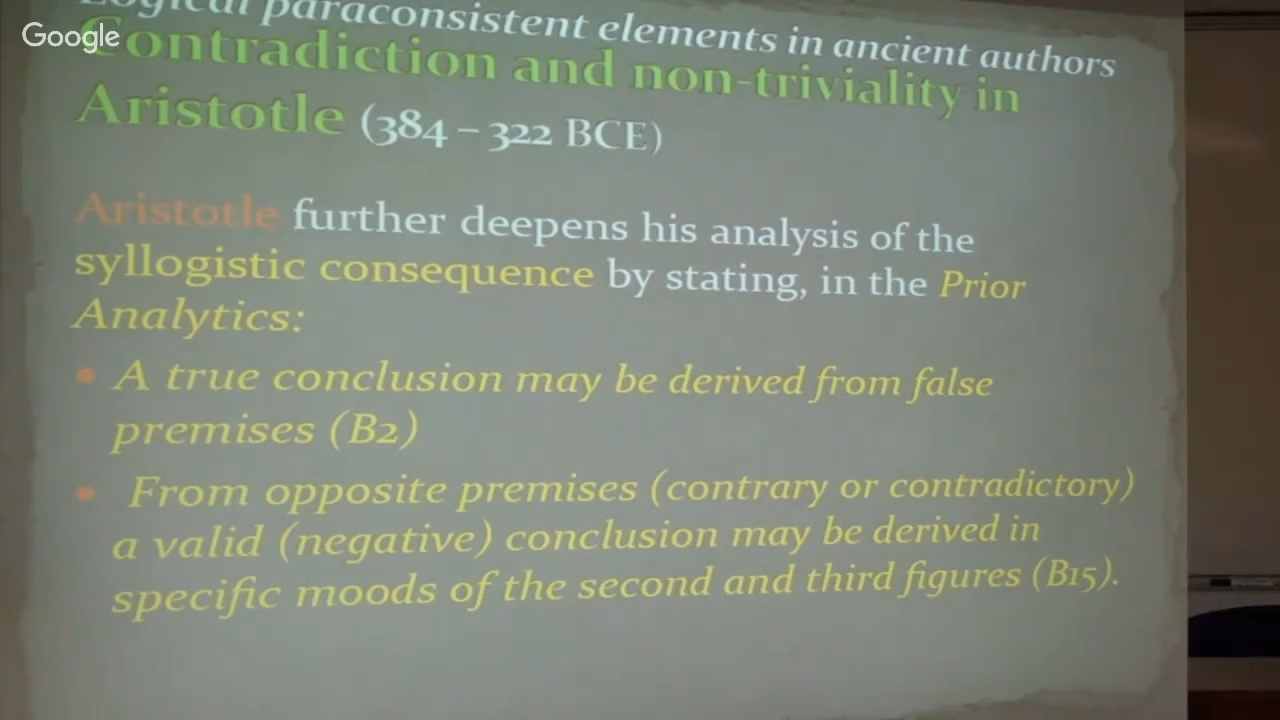 Google
Logical paraconsistent elements in ancient authors
Contradiction and non-triviality in
Aristotle (384 – 322 BCE)
Aristotle further deepens his analysis of the
syllogistic consequence by stating, in the Prior
Analytics:
• A true conclusion may be derived from false
premises (B2)
• From opposite premises (contrary or contradictory)
a valid (negative) conclusion may be derived in
specific moods of the second and third figures (B15).